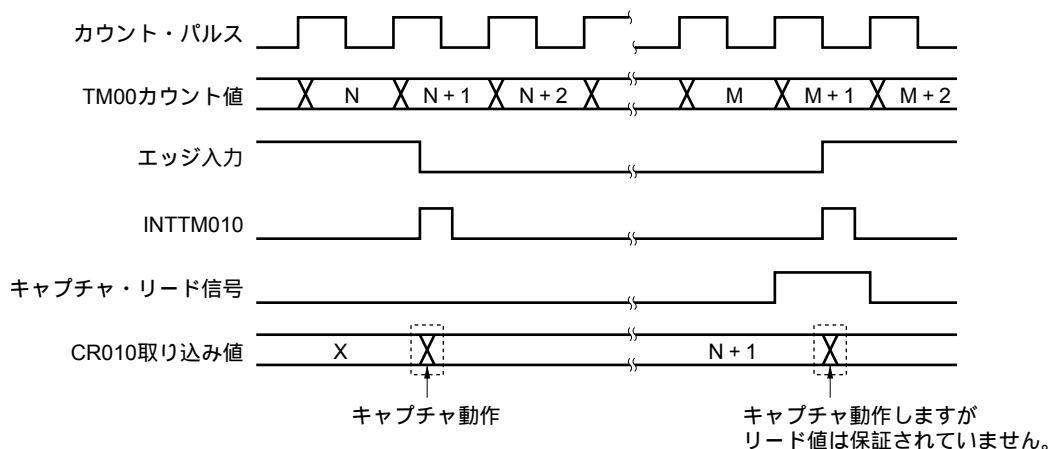 カウント・パルス
TM00カウント値 N N + 1 N + 2 M M + 1 M + 2
エッジ入力
INTTM010
キャプチャ・リード信号
CR010取り込み値 X N + 1
キャプチャ動作
キャプチャ動作しますが
リード値は保証されていません。